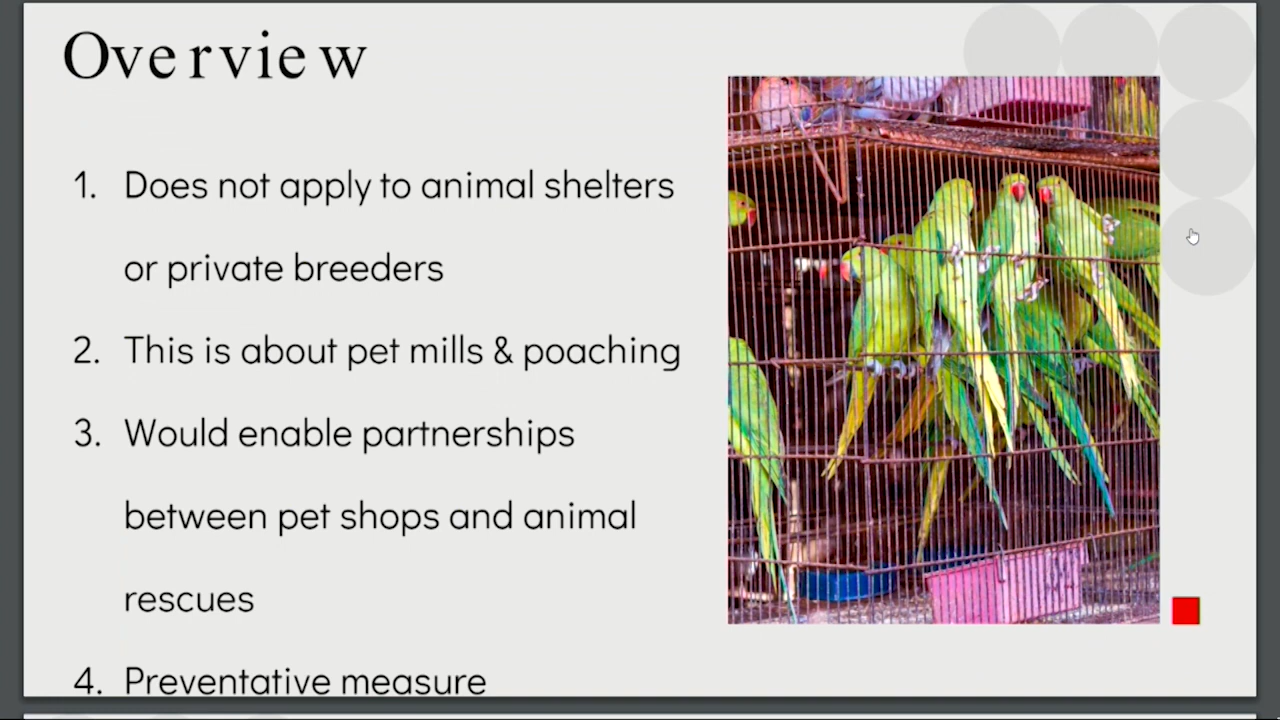 Overview
1. Does not apply to animal shelters
or private breeders
2. This is about pet mills & poaching
3. Would enable partnerships
between pet shops and animal
rescues
4. Preventative measure